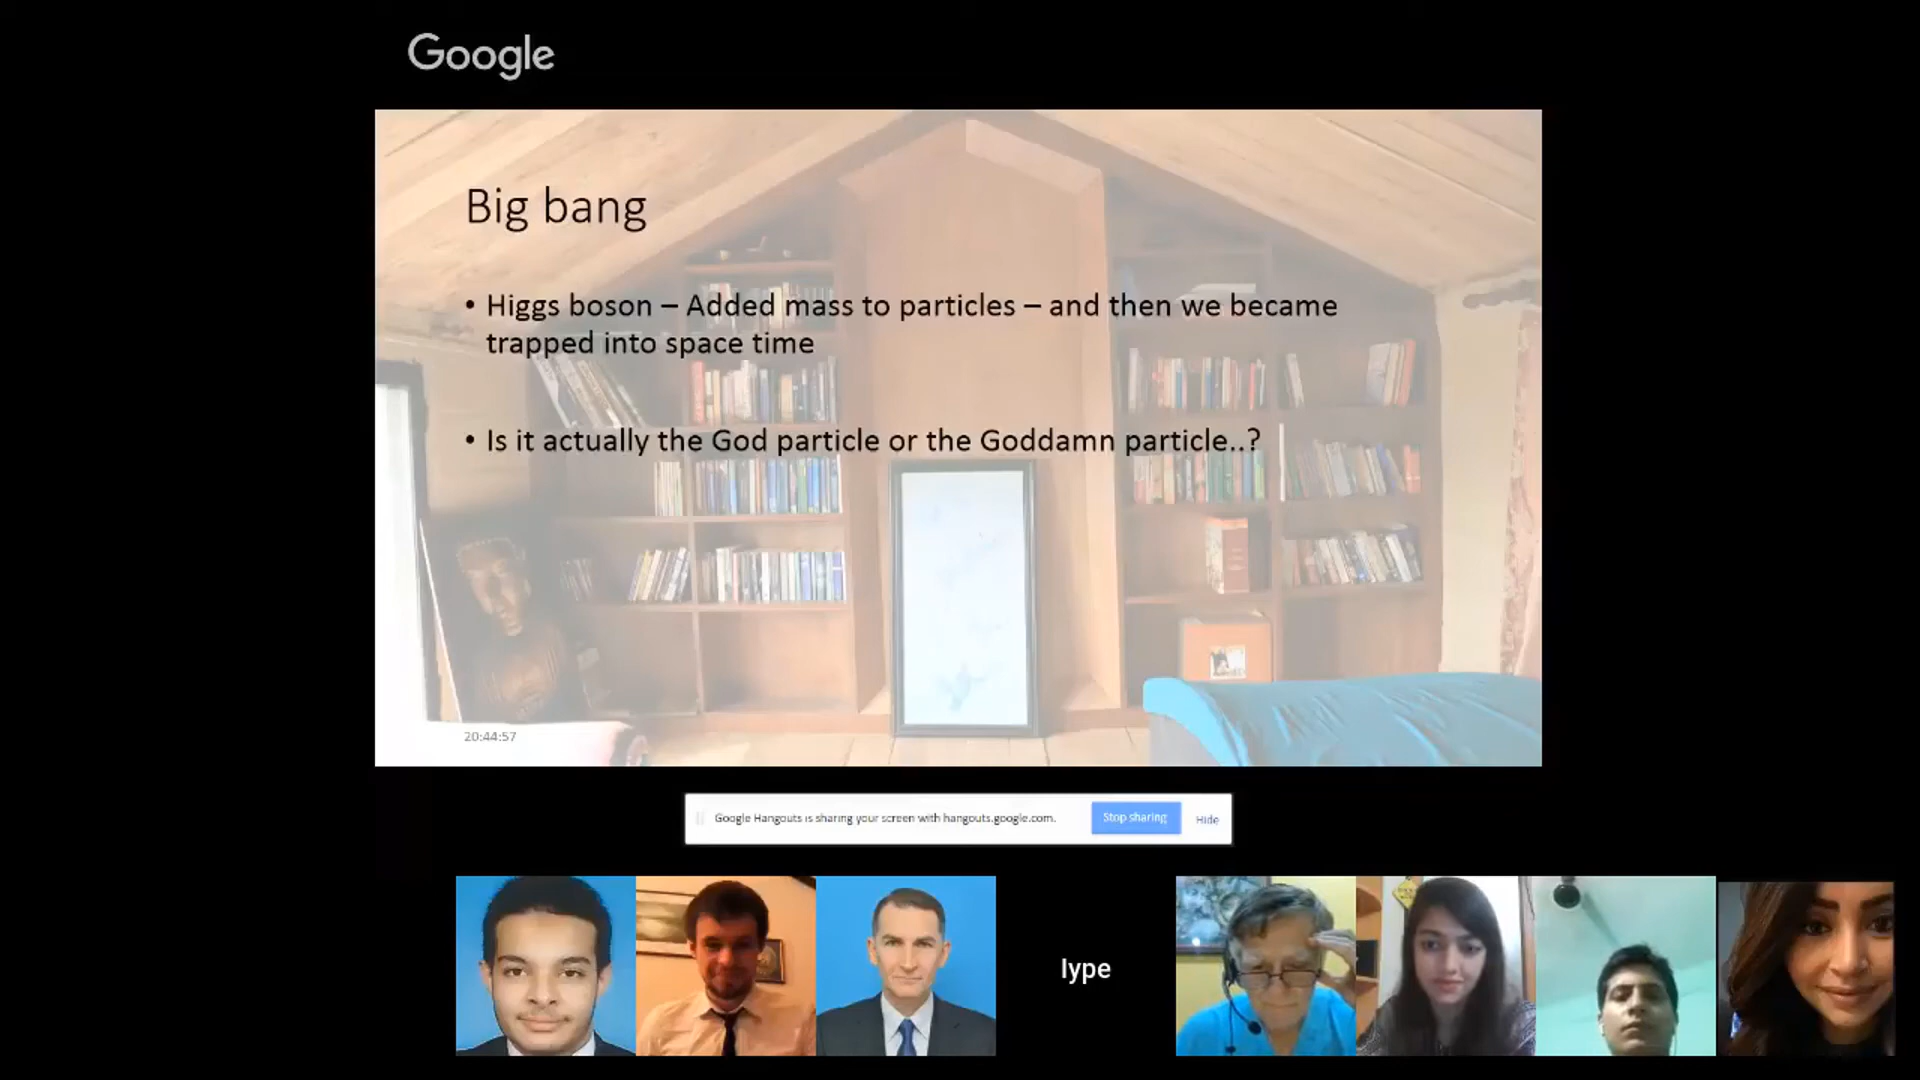 Google
Big bang
• Higgs boson – Added mass to particles – and then we became
trapped into space time
• Is it actually the God particle or the Goddamn particle..?
20:44:57
Google Hangouts is sharing your screen with hangouts.google.com.
Stop sharing
Hide
Iype